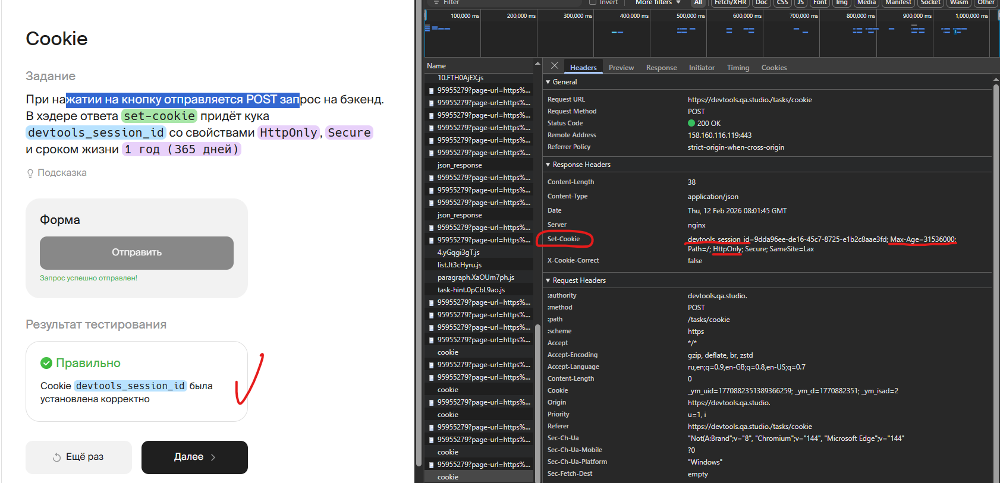 Cookie
Задание
При нажатии на кнопку отправляется POST запрос на бэкенд.
В хэдере ответа set-cookie придёт кука
devtools_session_id со свойствами HttpOnly, Secure
и сроком жизни 1 год (365 дней)
Подсказка
Форма
Отправить
Запрос успешно отправлен!
Результат тестирования
Правильно
Cookie devtools_session_id была
установлена корректно
Ещё раз
Далее
Filter
Invert
More filters
All
Fetch/XHR
Doc
CSS
JS
Font
Img
Media
Manifest
Socket
Wasm
Other
100,000 ms
200,000 ms
300,000 ms
400,000 ms
500,000 ms
600,000 ms
700,000 ms
800,000 ms
900,000 ms
1,000,000 ms
Name
10.FTH0AjEX.js
95955279?page-url=https%...
95955279?page-url=https%...
95955279?page-url=https%...
95955279?page-url=https%...
95955279?page-url=https%...
95955279?page-url=https%...
json_response
95955279?page-url=https%...
95955279?page-url=https%...
95955279?page-url=https%...
json_response
95955279?page-url=https%...
95955279?page-url=https%...
4.yGqgi3gT.js
list.Jt3cHyru.js
paragraph.XaOUm7ph.js
task-hint.0pCbL9ao.js
95955279?page-url=https%...
95955279?page-url=https%...
95955279?page-url=https%...
95955279?page-url=https%...
cookie
95955279?page-url=https%...
95955279?page-url=https%...
cookie
95955279?page-url=https%...
cookie
95955279?page-url=https%...
95955279?page-url=https%...
cookie
95955279?page-url=https%...
cookie
Headers
Preview
Response
Initiator
Timing
Cookies
General
Request URL https://devtools.qa.studio./tasks/cookie
Request Method POST
Status Code 200 OK
Remote Address 158.160.116.119:443
Referrer Policy strict-origin-when-cross-origin
Response Headers
Content-Length 38
Content-Type application/json
Date Thu, 12 Feb 2026 08:01:45 GMT
Server nginx
Set-Cookie devtools_session_id=9dda96ee-de16-45c7-8725-e1b2c8aae3fd; Max-Age=31536000;
Path=/; HttpOnly; Secure; SameSite=Lax
X-Cookie-Correct false
Request Headers
:authority devtools.qa.studio.
:method POST
:path /tasks/cookie
:scheme https
Accept */*
Accept-Encoding gzip, deflate, br, zstd
Accept-Language ru,en;q=0.9,en-GB;q=0.8,en-US;q=0.7
Content-Length 0
Cookie _ym_uid=1770882351389366259; _ym_d=1770882351; _ym_isad=2
Origin https://devtools.qa.studio.
Priority u=1, i
Referer https://devtools.qa.studio./tasks/cookie
Sec-Ch-Ua "Not(A:Brand";v="8", "Chromium";v="144", "Microsoft Edge";v="144"
Sec-Ch-Ua-Mobile ?0
Sec-Ch-Ua-Platform "Windows"
Sec-Fetch-Dest empty